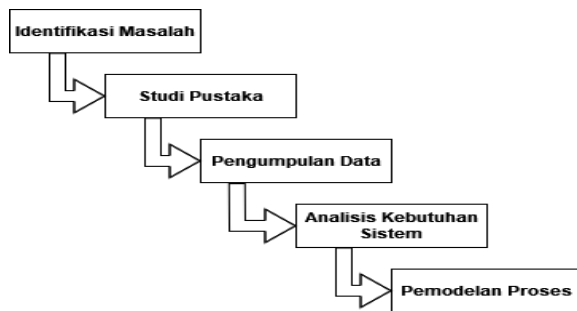 Identifikasi Masalah
Studi Pustaka
Pengumpulan Data
Analisis Kebutuhan
Sistem
Pemodelan Proses